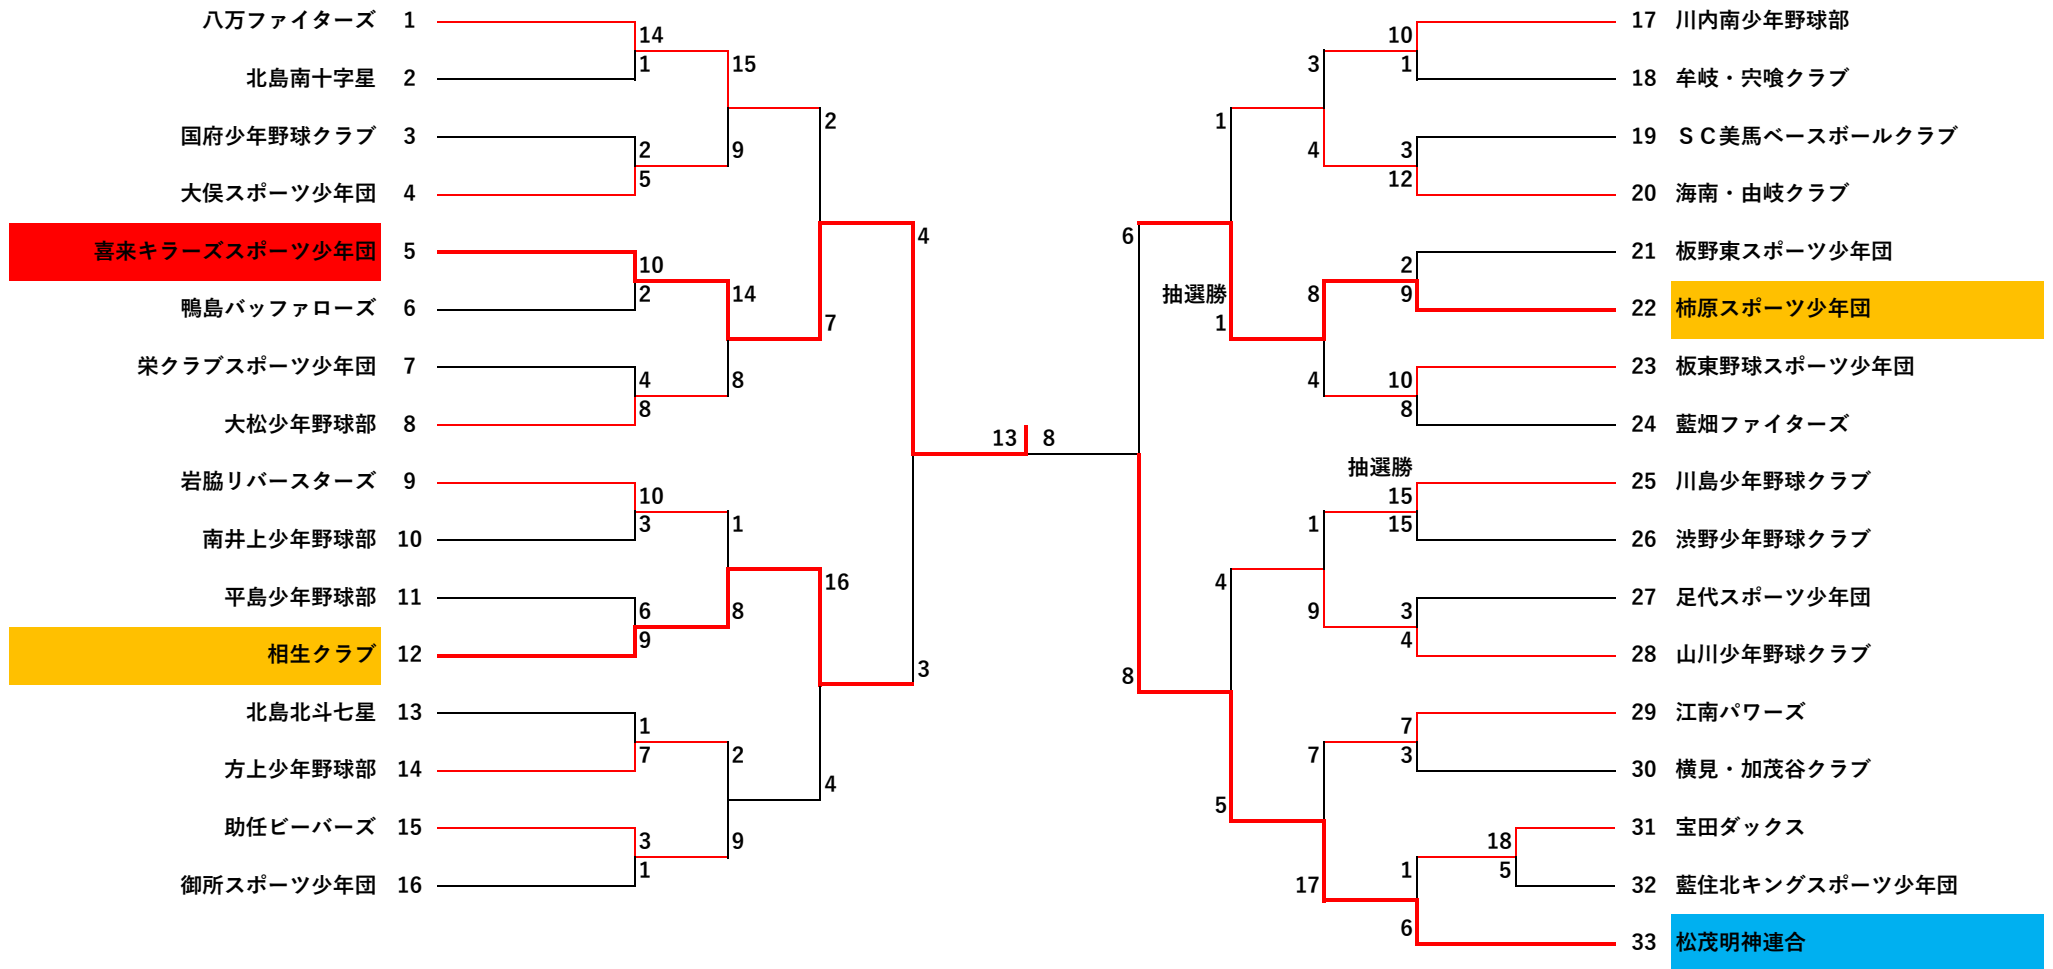 八万ファイターズ 1
北島南十字星 2
国府少年野球クラブ 3
大俣スポーツ少年団 4
喜来キラーズスポーツ少年団 5
鴨島バッファローズ 6
栄クラブスポーツ少年団 7
大松少年野球部 8
岩脇リバースターズ 9
南井上少年野球部 10
平島少年野球部 11
相生クラブ 12
北島北斗七星 13
方上少年野球部 14
助任ビーバーズ 15
御所スポーツ少年団 16
14
1
2
5
10
2
4
8
10
3
6
9
1
7
3
1
15
9
14
8
1
8
2
9
2
7
16
4
4
3
13 8
6
8
1
抽選勝
1
4
5
3
4
8
4
1
9
7
17
10
1
3
12
2
9
10
8
抽選勝
15
15
3
4
7
3
1
6
18
5
17 川内南少年野球部
18 牟岐・宍喰クラブ
19 ＳＣ美馬ベースボールクラブ
20 海南・由岐クラブ
21 板野東スポーツ少年団
22 柿原スポーツ少年団
23 板東野球スポーツ少年団
24 藍畑ファイターズ
25 川島少年野球クラブ
26 渋野少年野球クラブ
27 足代スポーツ少年団
28 山川少年野球クラブ
29 江南パワーズ
30 横見・加茂谷クラブ
31 宝田ダックス
32 藍住北キングスポーツ少年団
33 松茂明神連合